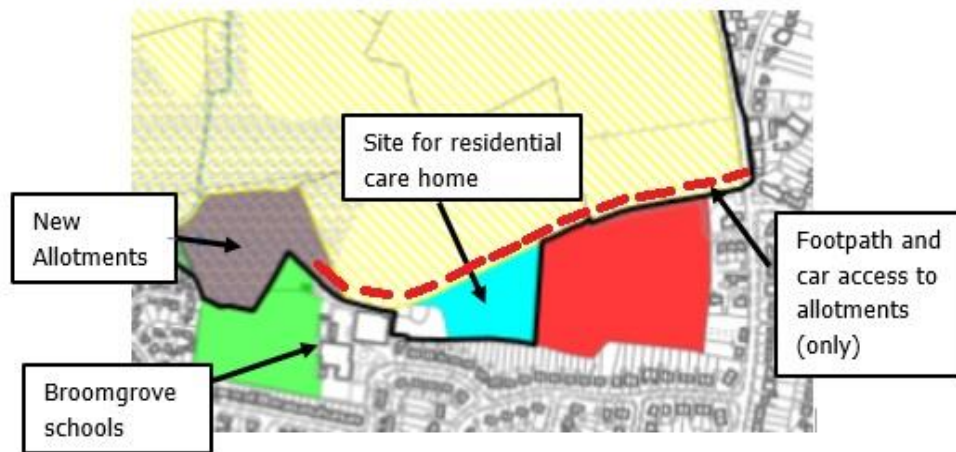 Site for residential
care home
New
Allotments
Footpath and
car access to
allotments
(only)
Broomgrove
schools